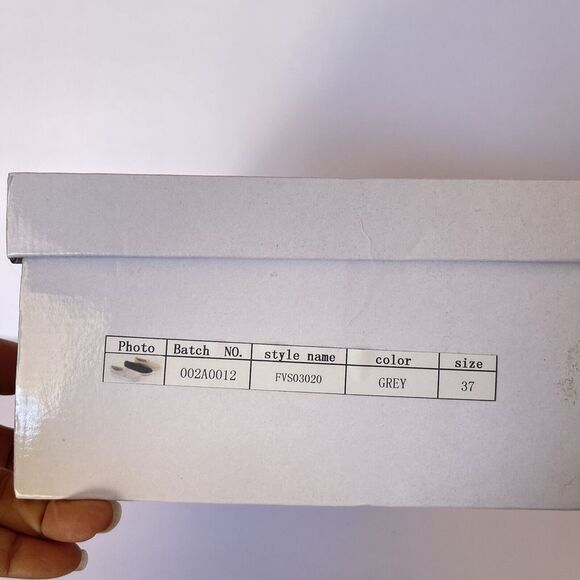 Photo Batch NO. style name color size
002A0012 FVS03020 GREY 37